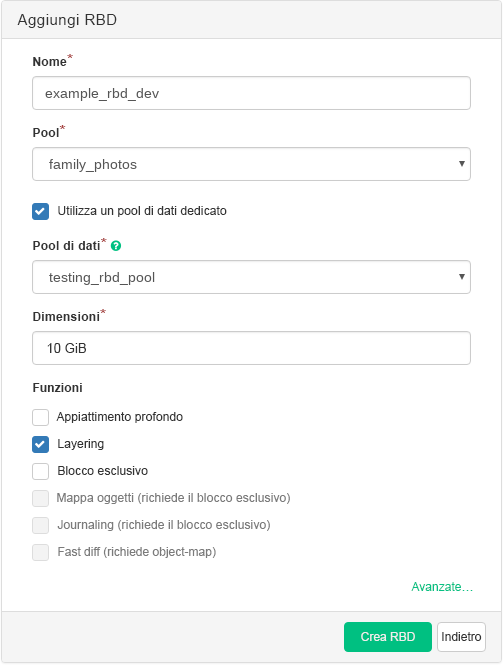 Aggiungi RBD
Nome*
example_rbd_dev
Pool*
family_photos
Utilizza un pool di dati dedicato
Pool di dati*
testing_rbd_pool
Dimensioni*
10 GiB
Funzioni
Appiattimento profondo
Layering
Blocco esclusivo
Mappa oggetti (richiede il blocco esclusivo)
Journaling (richiede il blocco esclusivo)
Fast diff (richiede object-map)
Avanzate...
Crea RBD
Indietro